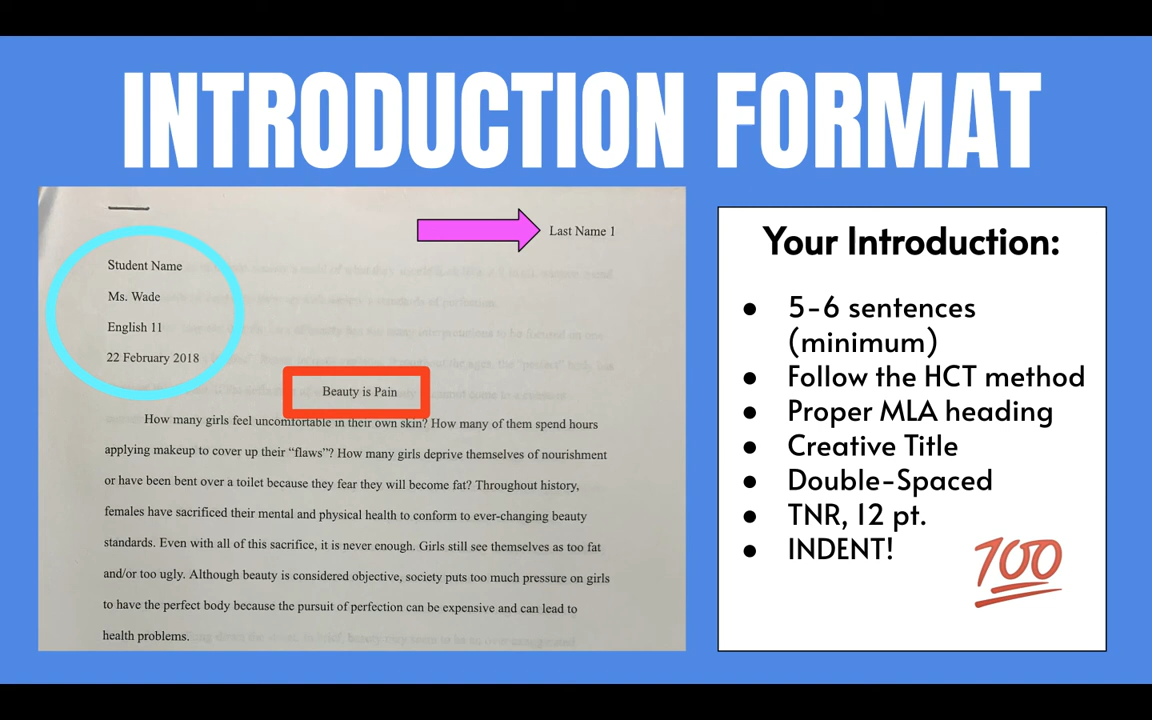 INTRODUCTION FORMAT
Last Name 1
Student Name
Ms. Wade
English 11
22 February 2018
Beauty is Pain
How many girls feel uncomfortable in their own skin? How many of them spend hours
applying makeup to cover up their “flaws”? How many girls deprive themselves of nourishment
or have been bent over a toilet because they fear they will become fat? Throughout history,
females have sacrificed their mental and physical health to conform to ever-changing beauty
standards. Even with all of this sacrifice, it is never enough. Girls still see themselves as too fat
and/or too ugly. Although beauty is considered objective, society puts too much pressure on girls
to have the perfect body because the pursuit of perfection can be expensive and can lead to
health problems.
Your Introduction:
● 5-6 sentences
(minimum)
● Follow the HCT method
● Proper MLA heading
● Creative Title
● Double-Spaced
● TNR, 12 pt.
● INDENT!
100